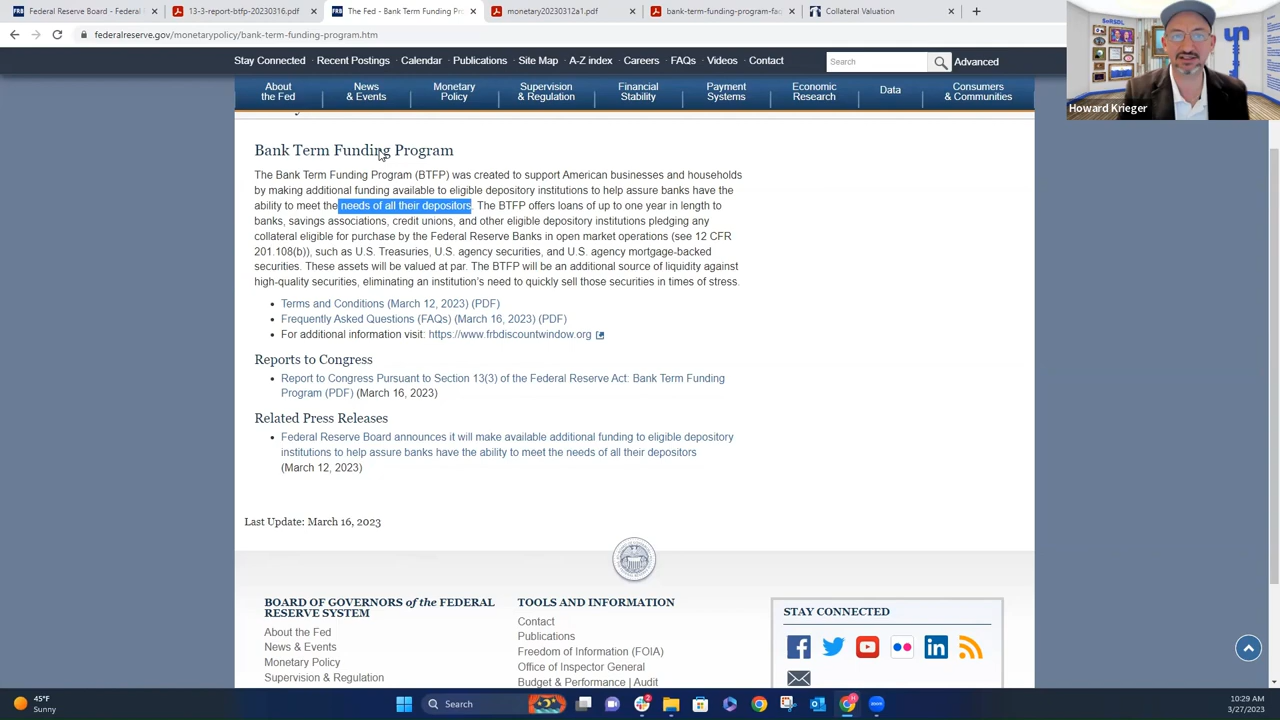 Federal Reserve Board - Federal
13-3-report-btfp-20230316.pdf
The Fed - Bank Term Funding Pro
monetary20230312a1.pdf
bank-term-funding-program-faq
Collateral Valuation
federalreserve.gov/monetarypolicy/bank-term-funding-program.htm
Stay Connected Recent Postings Calendar Publications Site Map A-Z index Careers FAQs Videos Contact Search Advanced
About the Fed
News & Events
Monetary Policy
Supervision & Regulation
Financial Stability
Payment Systems
Economic Research
Data
Consumers & Communities
Howard Krieger
Bank Term Funding Program
The Bank Term Funding Program (BTFP) was created to support American businesses and households
by making additional funding available to eligible depository institutions to help assure banks have the
ability to meet the needs of all their depositors. The BTFP offers loans of up to one year in length to
banks, savings associations, credit unions, and other eligible depository institutions pledging any
collateral eligible for purchase by the Federal Reserve Banks in open market operations (see 12 CFR
201.108(b)), such as U.S. Treasuries, U.S. agency securities, and U.S. agency mortgage-backed
securities. These assets will be valued at par. The BTFP will be an additional source of liquidity against
high-quality securities, eliminating an institution's need to quickly sell those securities in times of stress.
• Terms and Conditions (March 12, 2023) (PDF)
• Frequently Asked Questions (FAQs) (March 16, 2023) (PDF)
• For additional information visit: https://www.frbdiscountwindow.org
Reports to Congress
• Report to Congress Pursuant to Section 13(3) of the Federal Reserve Act: Bank Term Funding
Program (PDF) (March 16, 2023)
Related Press Releases
• Federal Reserve Board announces it will make available additional funding to eligible depository
institutions to help assure banks have the ability to meet the needs of all their depositors
(March 12, 2023)
Last Update: March 16, 2023
BOARD OF GOVERNORS of the FEDERAL
RESERVE SYSTEM
About the Fed
News & Events
Monetary Policy
Supervision & Regulation
TOOLS AND INFORMATION
Contact
Publications
Freedom of Information (FOIA)
Office of Inspector General
Budget & Performance | Audit
STAY CONNECTED
45°F
Sunny
Search
10:29 AM
3/27/2023